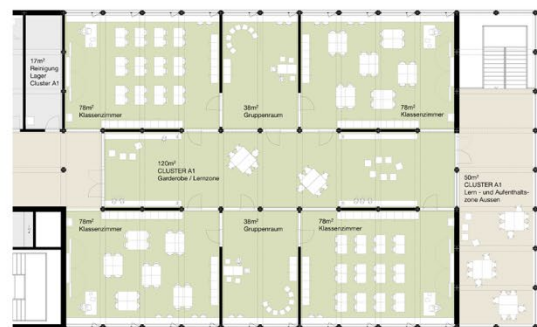 17m²
Reinigung
Lager
Cluster A1
78m²
Klassenzimmer
38m²
Gruppenraum
78m²
Klassenzimmer
120m²
CLUSTER A1
Garderobe / Lernzone
50m²
CLUSTER A1
Lern - und Aufenthalts-
zone Aussen
78m²
Klassenzimmer
38m²
Gruppenraum
78m²
Klassenzimmer